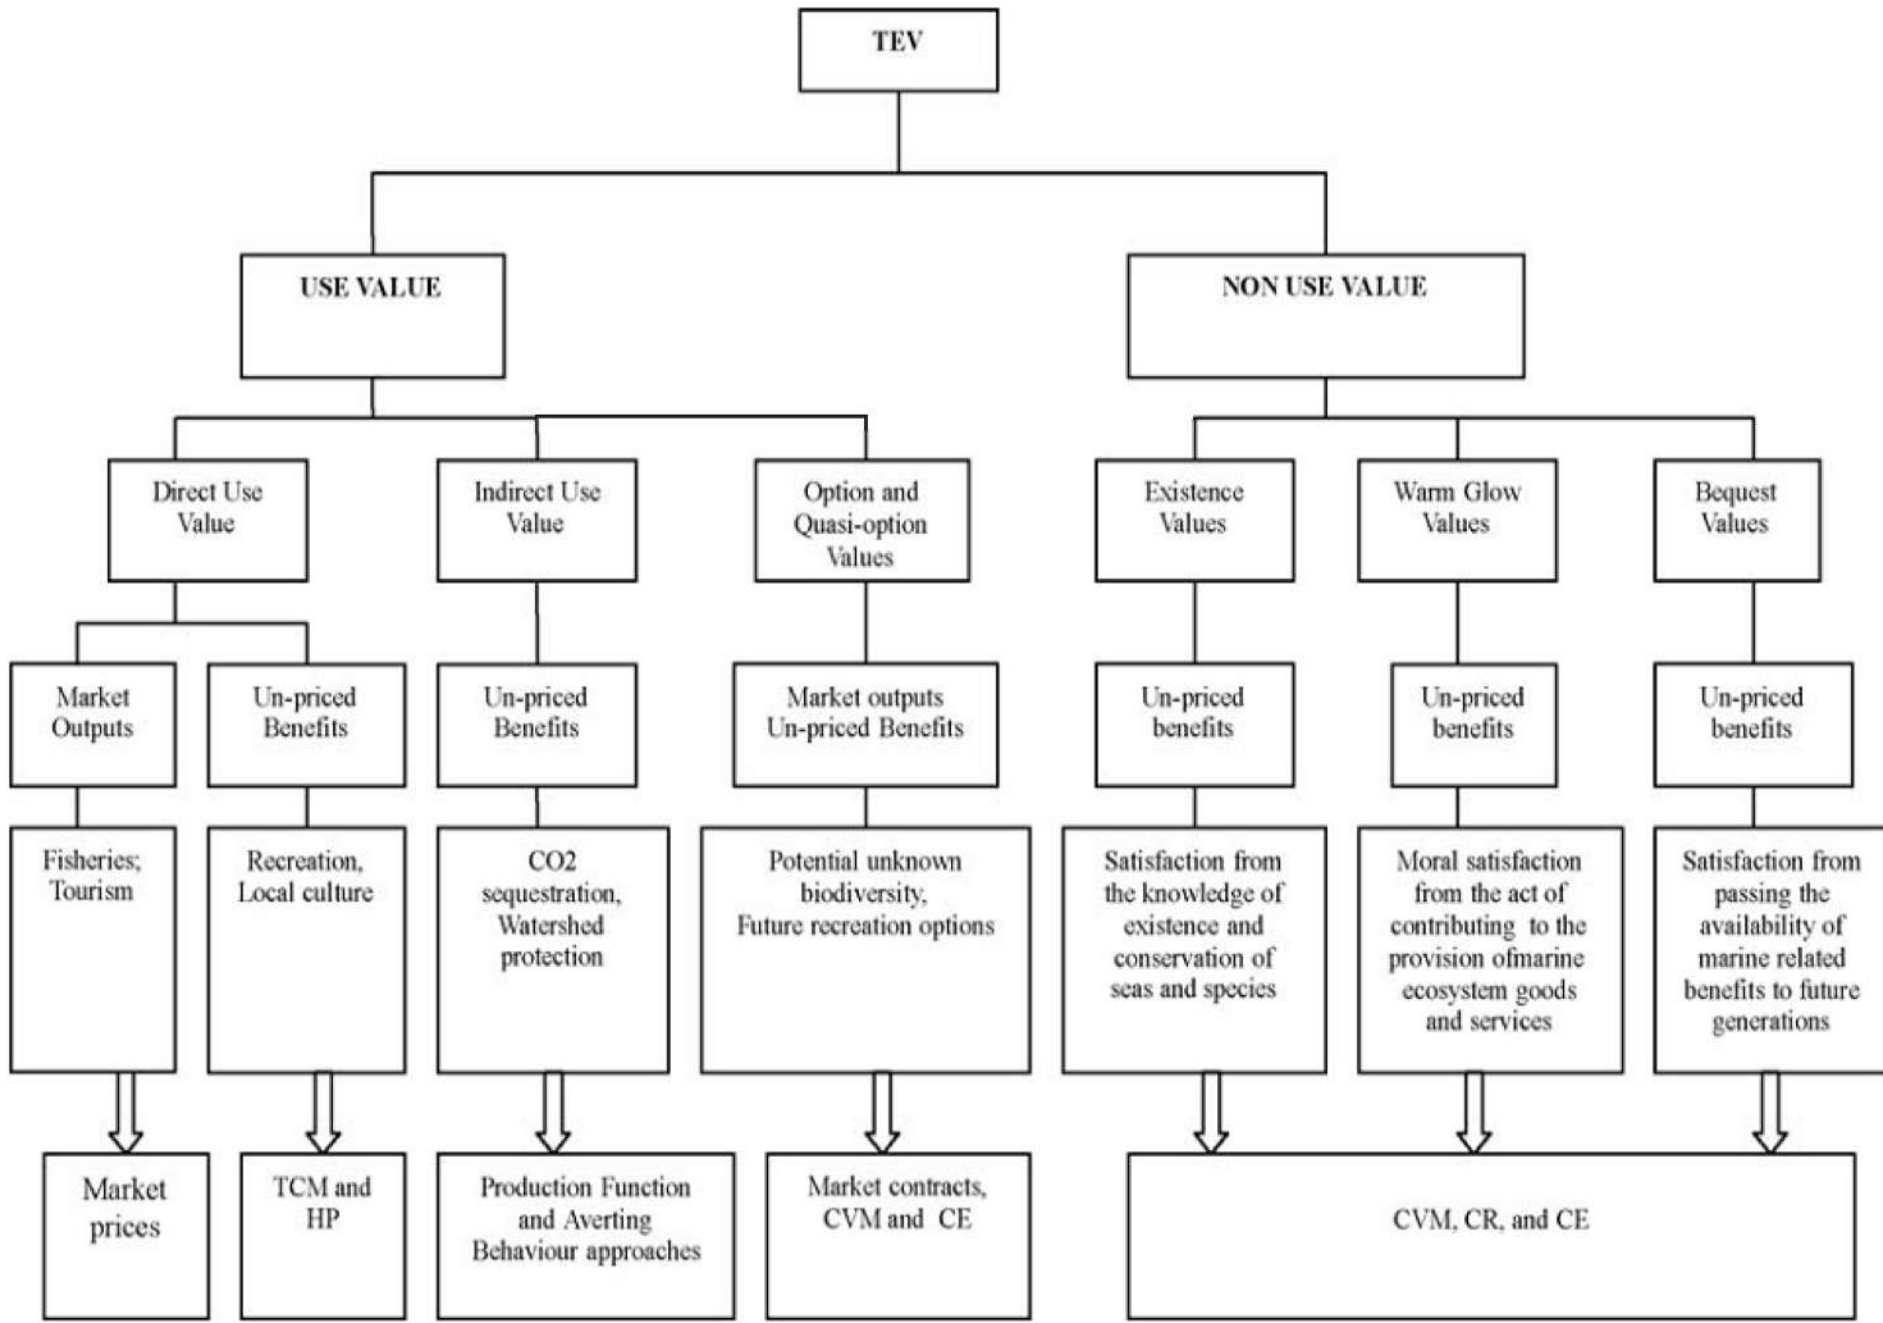 TEV
USE VALUE
NON USE VALUE
Direct Use
Value
Indirect Use
Value
Option and
Quasi-option
Values
Existence
Values
Warm Glow
Values
Bequest
Values
Market
Outputs
Un-priced
Benefits
Un-priced
Benefits
Market outputs
Un-priced Benefits
Un-priced
benefits
Un-priced
benefits
Un-priced
benefits
Fisheries;
Tourism
Recreation,
Local culture
CO2
sequestration,
Watershed
protection
Potential unknown
biodiversity,
Future recreation options
Satisfaction from
the knowledge of
existence and
conservation of
seas and species
Moral satisfaction
from the act of
contributing to the
provision ofmarine
ecosystem goods
and services
Satisfaction from
passing the
availability of
marine related
benefits to future
generations
Market
prices
TCM and
HP
Production Function
and Averting
Behaviour approaches
Market contracts,
CVM and CE
CVM, CR, and CE